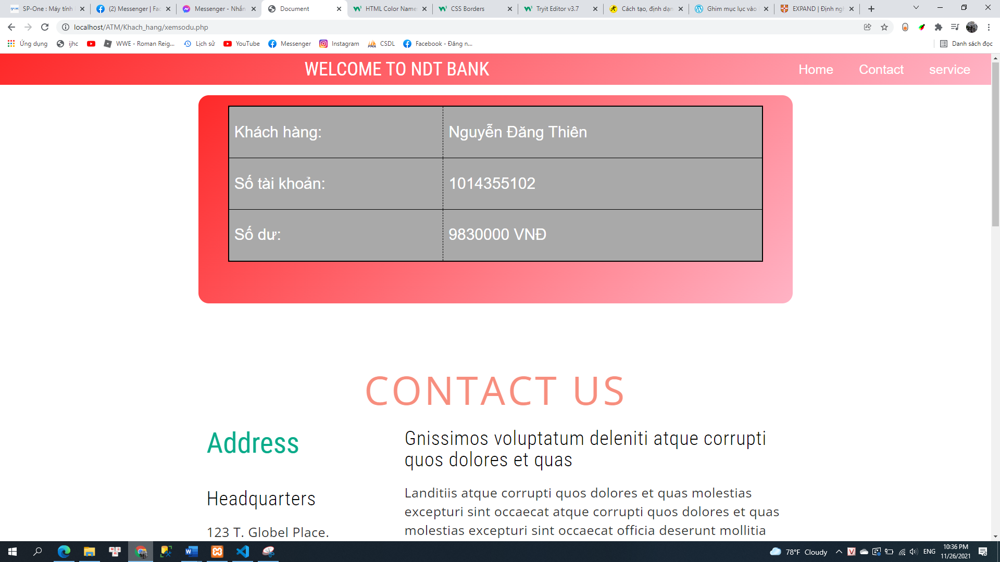 SP-One : Máy tính
(2) Messenger | Fac
Messenger - Nhắn
Document
HTML Color Name
CSS Borders
Tryit Editor v3.7
Cách tạo, định dạn
Ghim mục lục vào
EXPAND | Định ngh
localhost/ATM/Khach_hang/xemsodu.php
Ứng dụng
ijhc
WWE - Roman Reig...
Lịch sử
YouTube
Messenger
Instagram
CSDL
Facebook - Đăng n...
Danh sách đọc
WELCOME TO NDT BANK
Home Contact service
Khách hàng: Nguyễn Đăng Thiên
Số tài khoản: 1014355102
Số dư: 9830000 VNĐ
CONTACT US
Address
Headquarters
123 T. Globel Place.
Gnissimos voluptatum deleniti atque corrupti
quos dolores et quas
Landitiis atque corrupti quos dolores et quas molestias
excepturi sint occaecat atque corrupti quos dolores et quas
molestias excepturi sint occaecat officia deserunt mollitia
78°F Cloudy
ENG
10:36 PM
11/26/2021